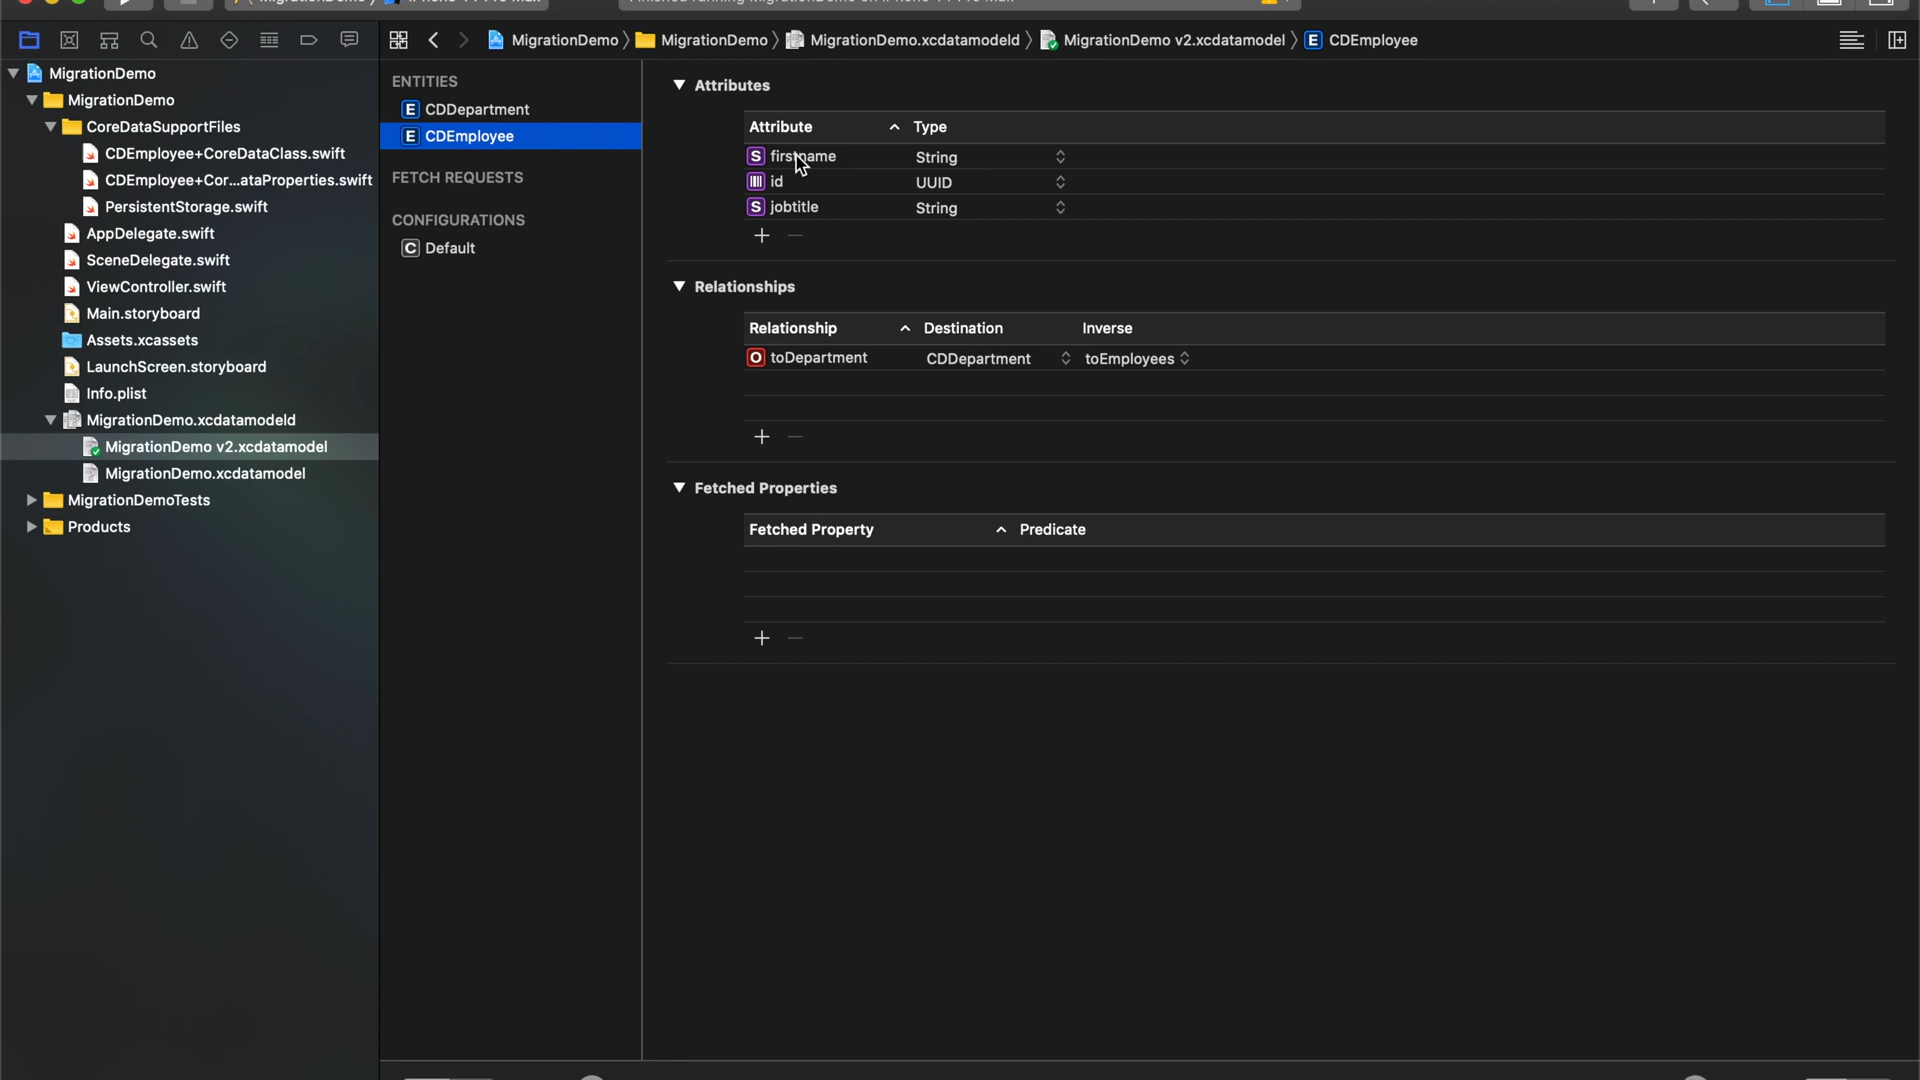 MigrationDemo MigrationDemo MigrationDemo.xcdatamodeld MigrationDemo v2.xcdatamodel E CDEmployee
MigrationDemo
MigrationDemo
CoreDataSupportFiles
CDEmployee+CoreDataClass.swift
CDEmployee+Cor...ataProperties.swift
PersistentStorage.swift
AppDelegate.swift
SceneDelegate.swift
ViewController.swift
Main.storyboard
Assets.xcassets
LaunchScreen.storyboard
Info.plist
MigrationDemo.xcdatamodeld
MigrationDemo v2.xcdatamodel
MigrationDemo.xcdatamodel
MigrationDemoTests
Products
ENTITIES
E CDDepartment
E CDEmployee
FETCH REQUESTS
CONFIGURATIONS
C Default
Attributes
Attribute Type
S firstname String
id UUID
S jobtitle String
Relationships
Relationship Destination Inverse
O toDepartment CDDepartment toEmployees
Fetched Properties
Fetched Property Predicate